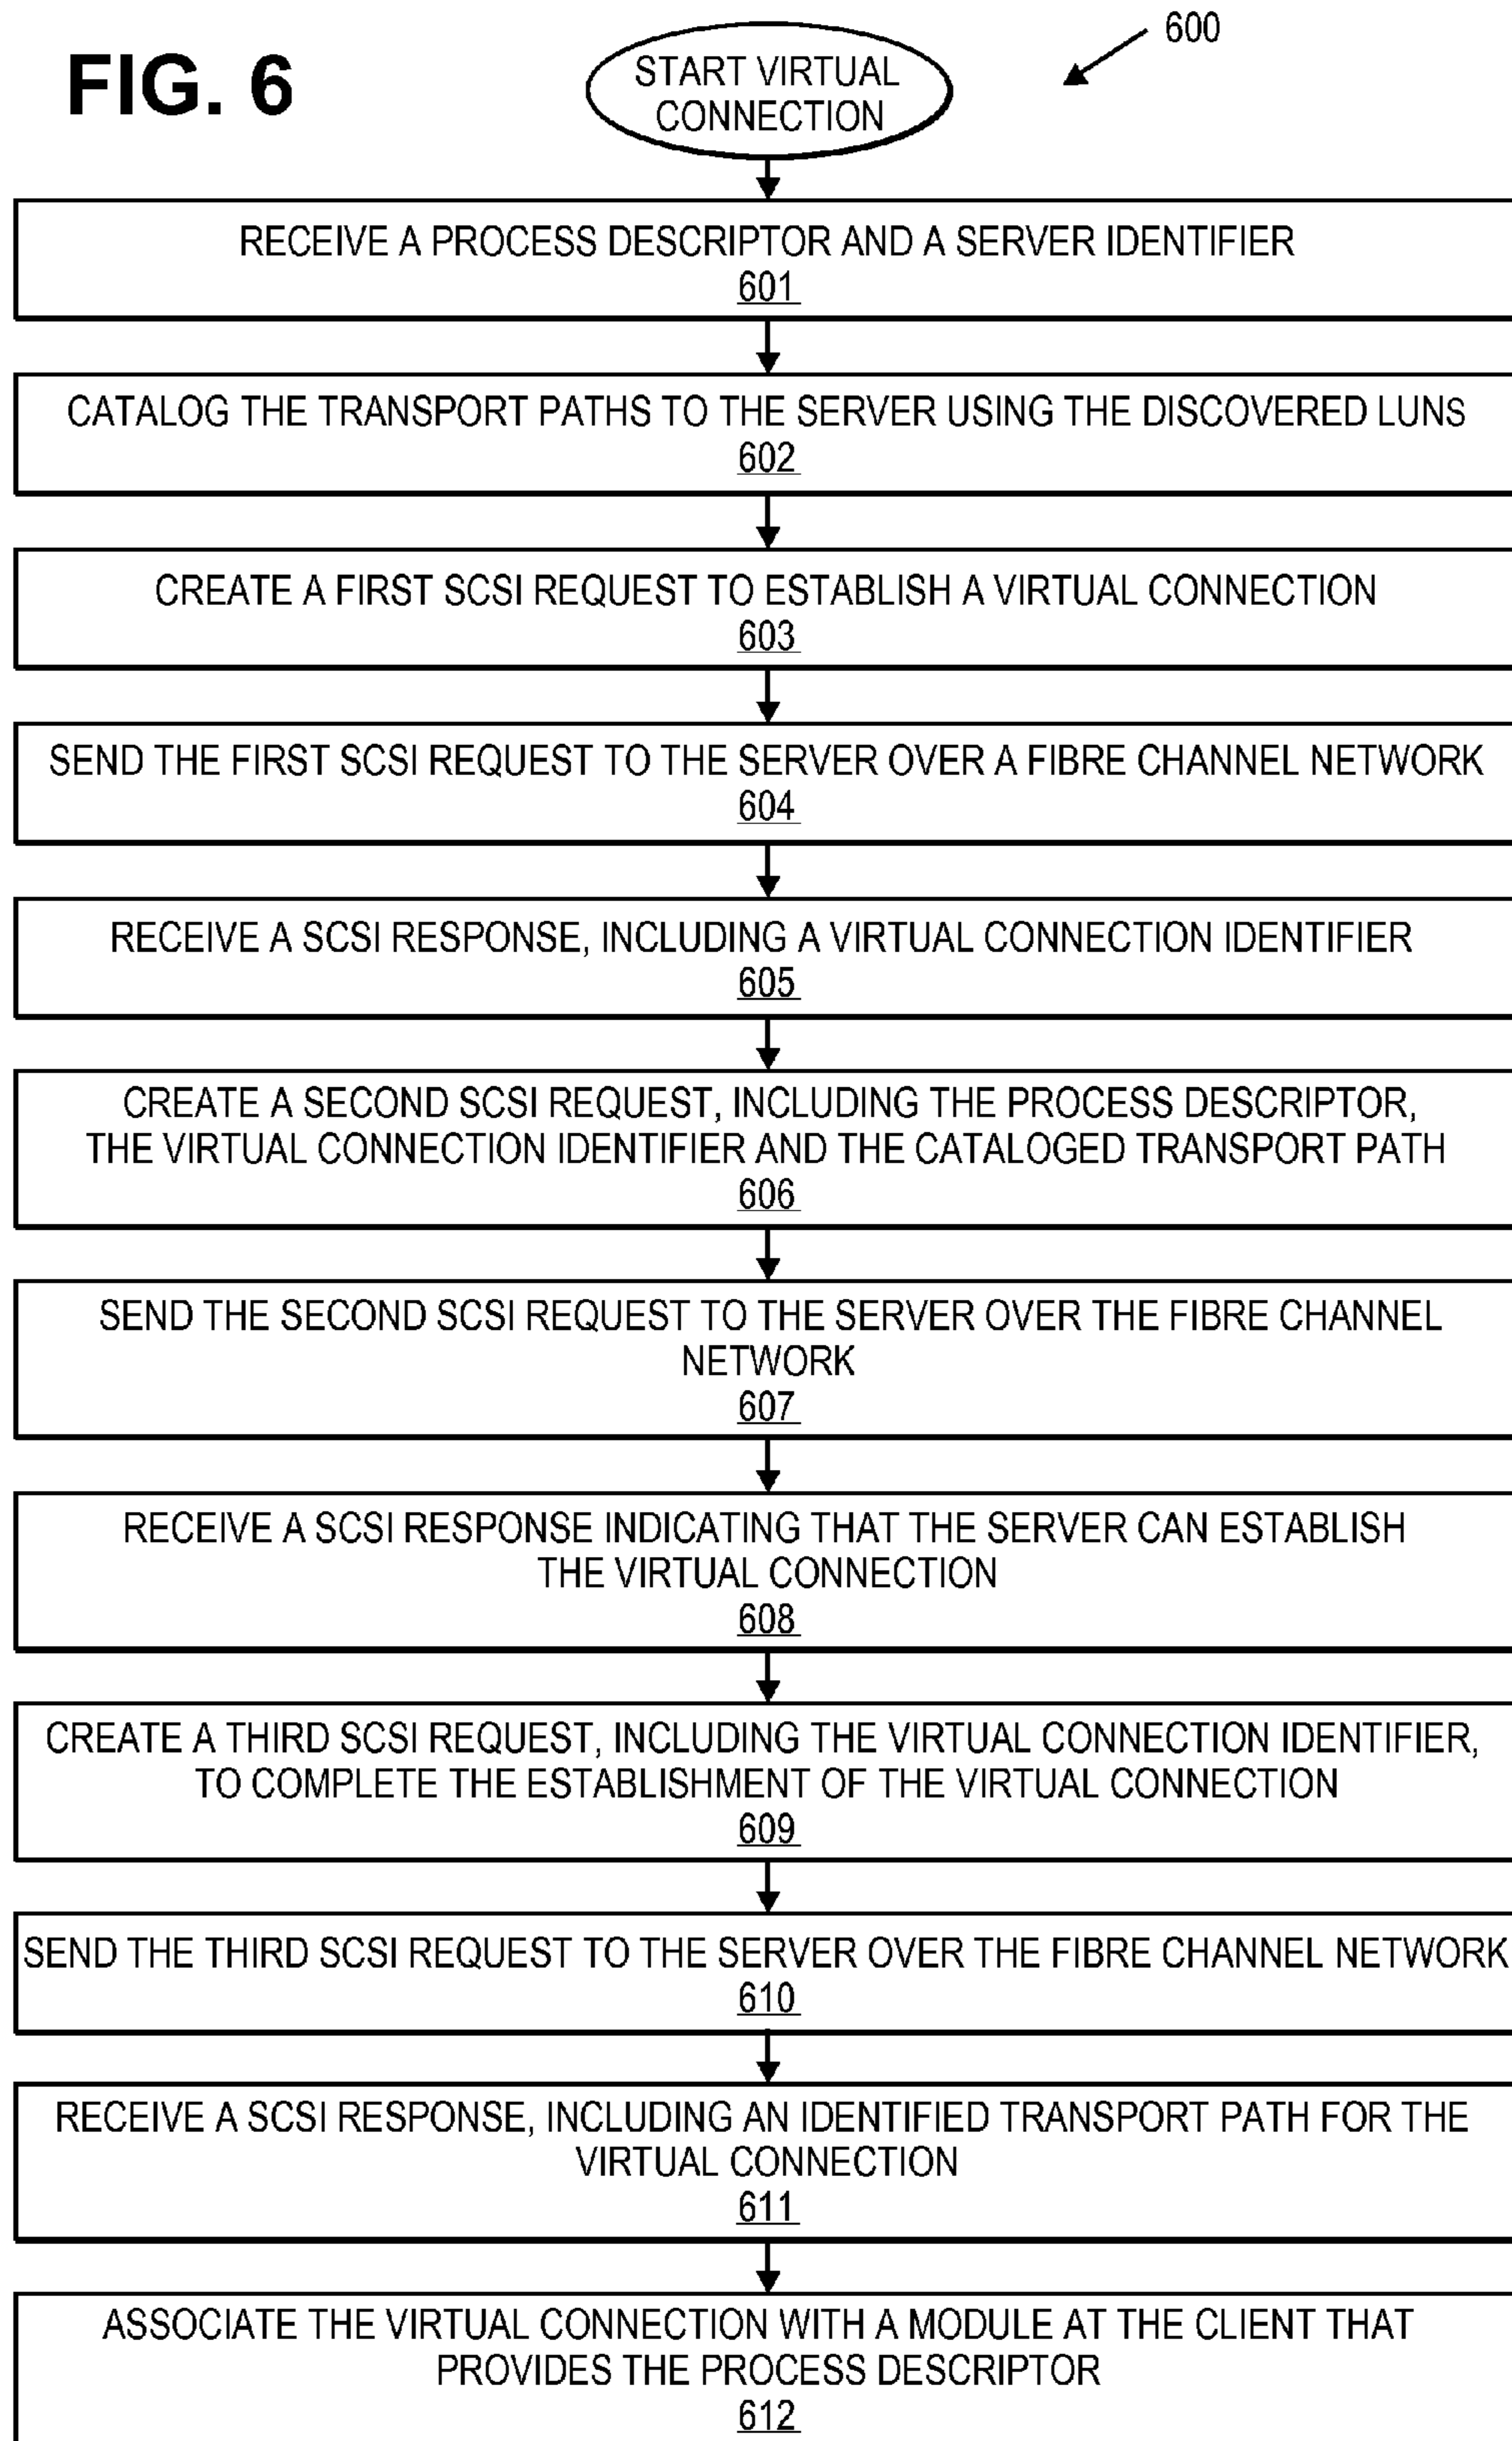 FIG. 6
600
START VIRTUAL
CONNECTION
RECEIVE A PROCESS DESCRIPTOR AND A SERVER IDENTIFIER
601
CATALOG THE TRANSPORT PATHS TO THE SERVER USING THE DISCOVERED LUNS
602
CREATE A FIRST SCSI REQUEST TO ESTABLISH A VIRTUAL CONNECTION
603
SEND THE FIRST SCSI REQUEST TO THE SERVER OVER A FIBRE CHANNEL NETWORK
604
RECEIVE A SCSI RESPONSE, INCLUDING A VIRTUAL CONNECTION IDENTIFIER
605
CREATE A SECOND SCSI REQUEST, INCLUDING THE PROCESS DESCRIPTOR,
THE VIRTUAL CONNECTION IDENTIFIER AND THE CATALOGED TRANSPORT PATH
606
SEND THE SECOND SCSI REQUEST TO THE SERVER OVER THE FIBRE CHANNEL
NETWORK
607
RECEIVE A SCSI RESPONSE INDICATING THAT THE SERVER CAN ESTABLISH
THE VIRTUAL CONNECTION
608
CREATE A THIRD SCSI REQUEST, INCLUDING THE VIRTUAL CONNECTION IDENTIFIER,
TO COMPLETE THE ESTABLISHMENT OF THE VIRTUAL CONNECTION
609
SEND THE THIRD SCSI REQUEST TO THE SERVER OVER THE FIBRE CHANNEL NETWORK
610
RECEIVE A SCSI RESPONSE, INCLUDING AN IDENTIFIED TRANSPORT PATH FOR THE
VIRTUAL CONNECTION
611
ASSOCIATE THE VIRTUAL CONNECTION WITH A MODULE AT THE CLIENT THAT
PROVIDES THE PROCESS DESCRIPTOR
612